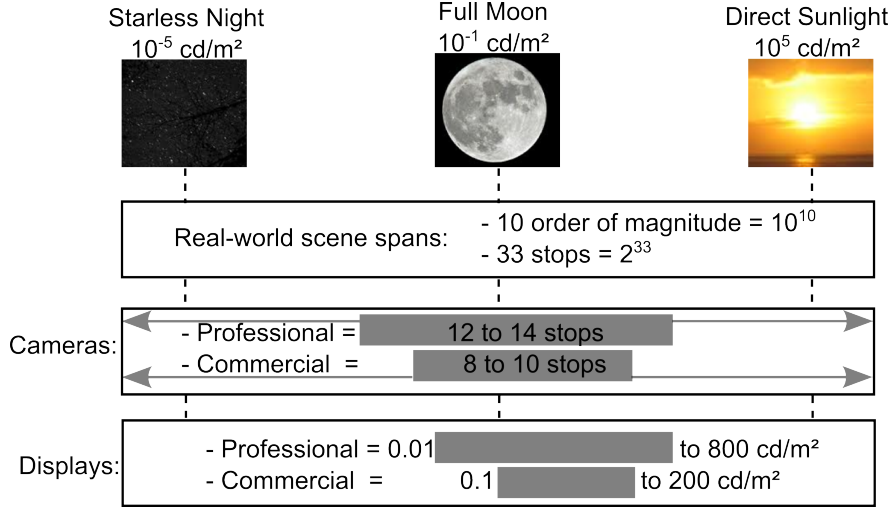 Starless Night
10⁻⁵ cd/m²
Full Moon
10⁻¹ cd/m²
Direct Sunlight
10⁵ cd/m²
Real-world scene spans:
- 10 order of magnitude = 10¹⁰
- 33 stops = 2³³
Cameras:
- Professional = 12 to 14 stops
- Commercial = 8 to 10 stops
Displays:
- Professional = 0.01 to 800 cd/m²
- Commercial = 0.1 to 200 cd/m²